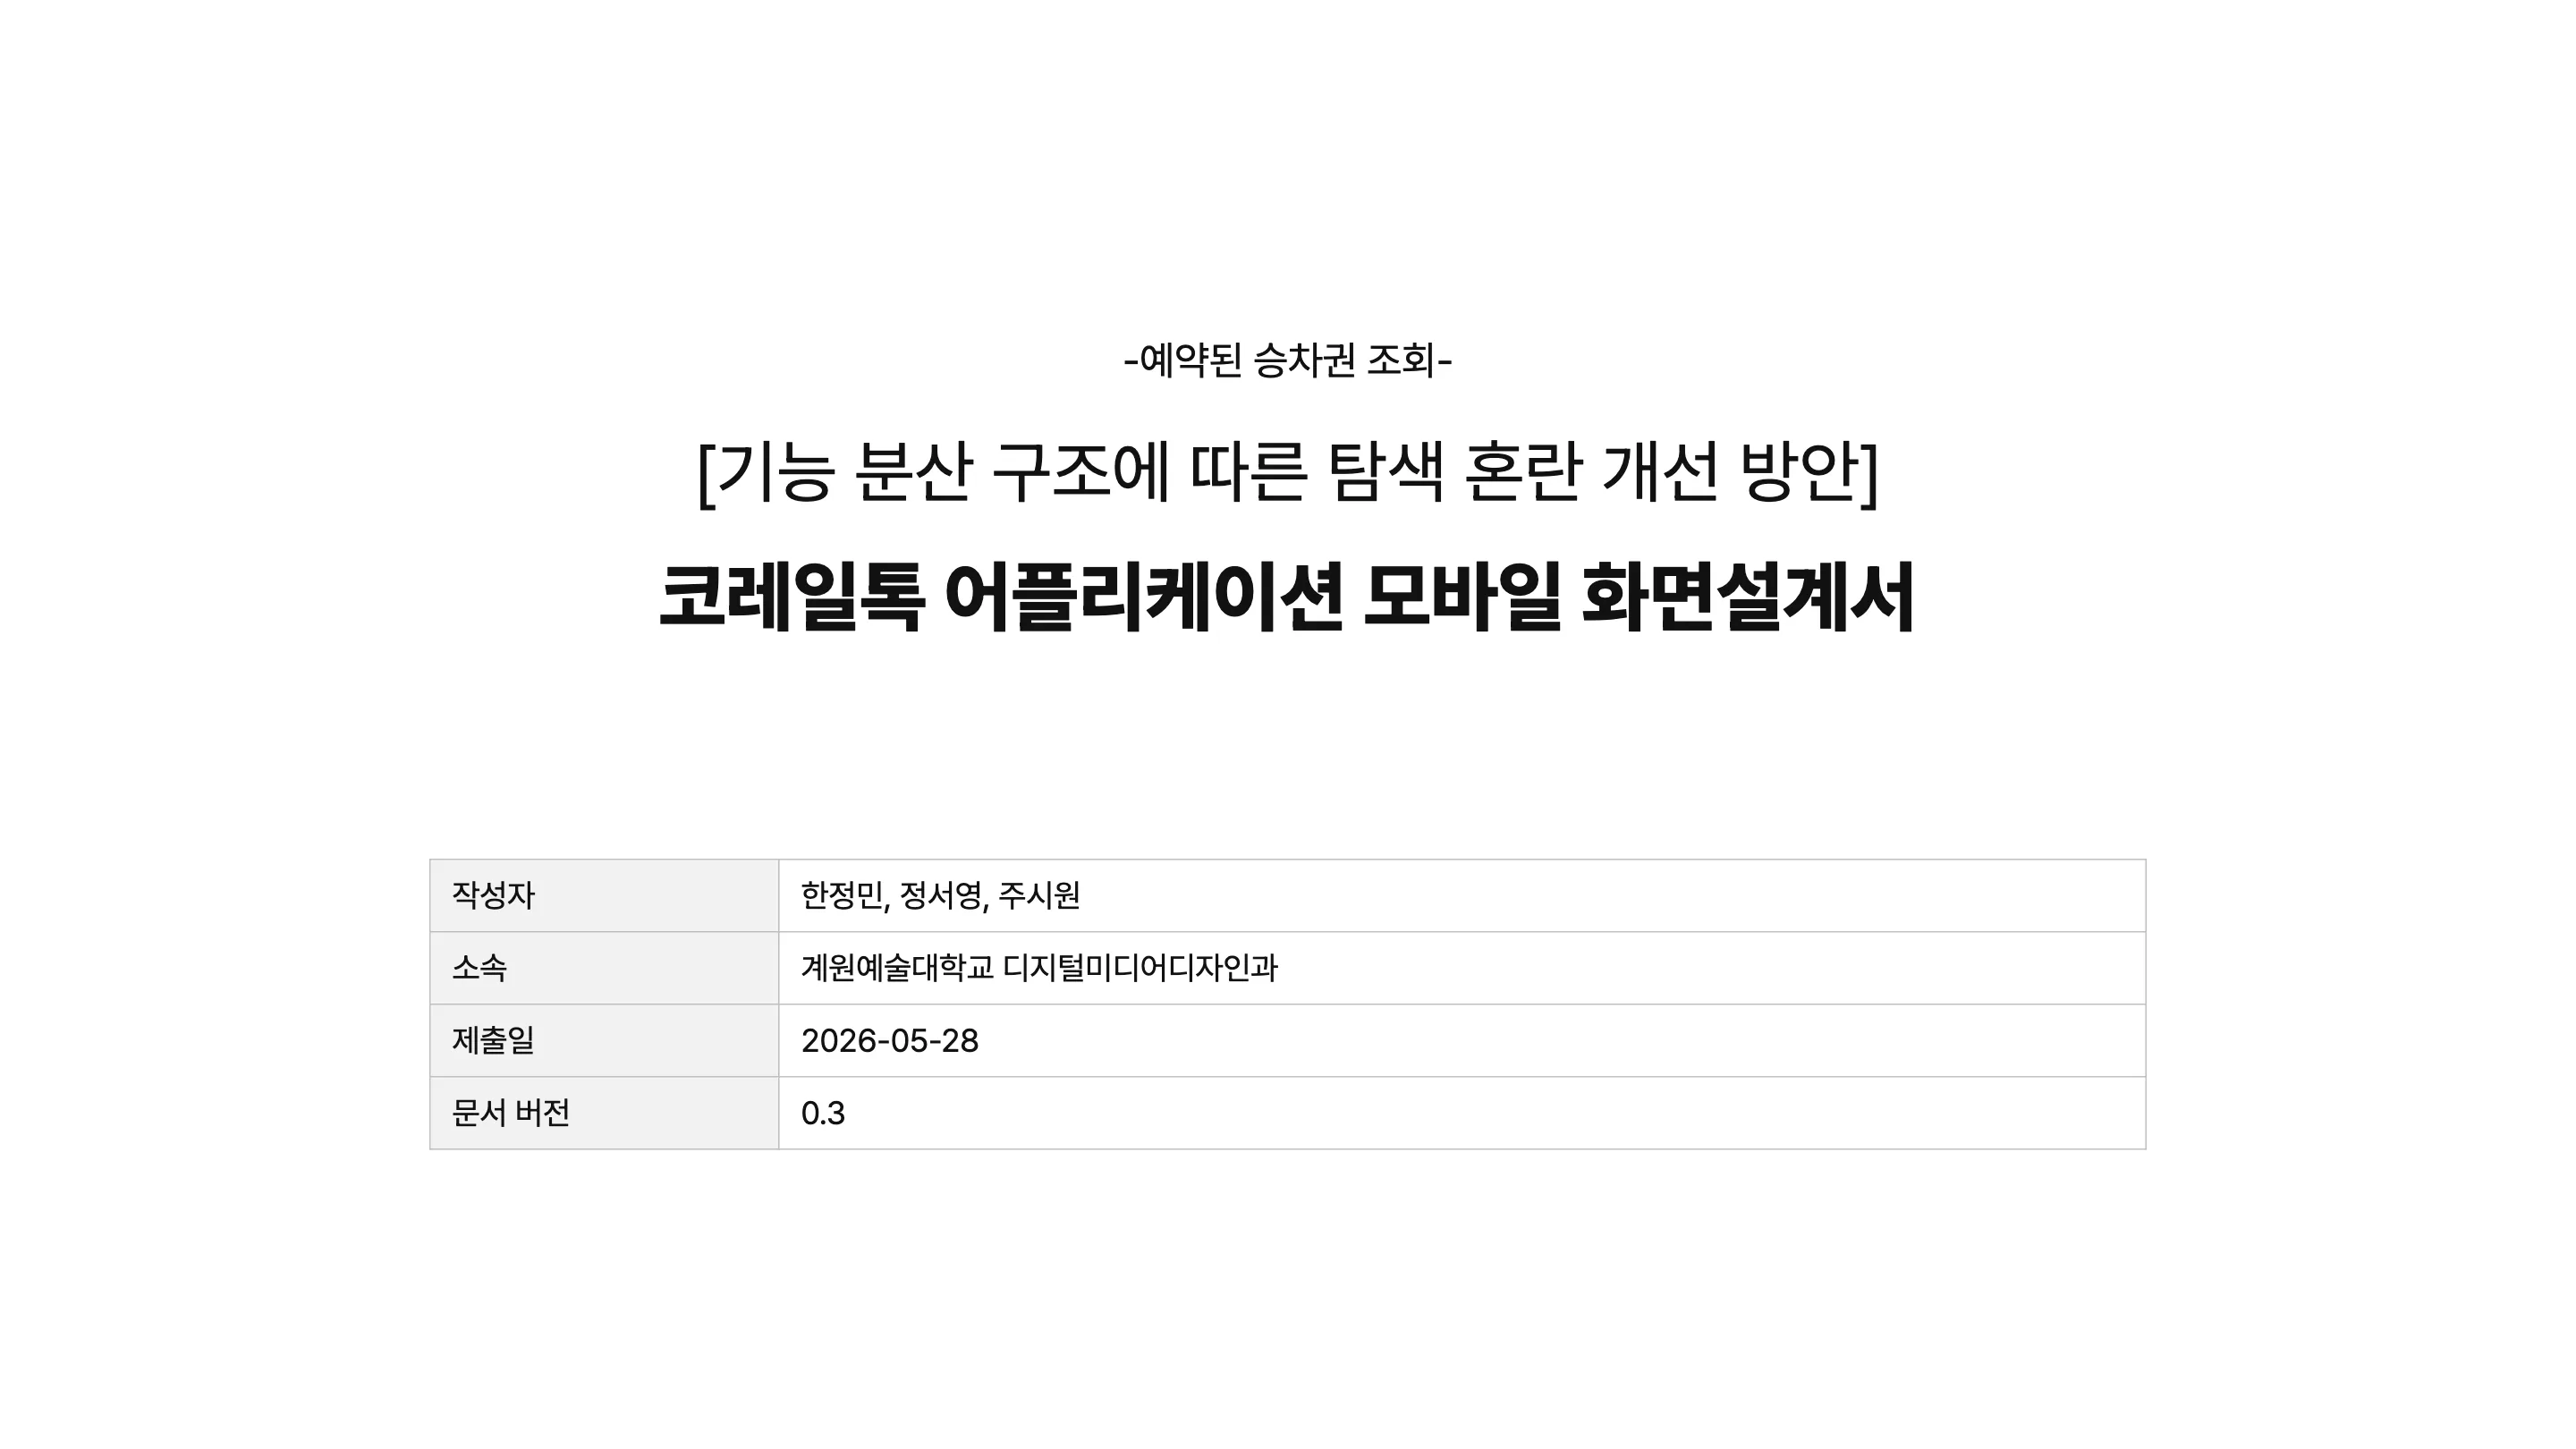 -예약된 승차권 조회-
[기능 분산 구조에 따른 탐색 혼란 개선 방안]
코레일톡 어플리케이션 모바일 화면설계서
작성자 한정민, 정서영, 주시원
소속 계원예술대학교 디지털미디어디자인과
제출일 2026-05-28
문서 버전 0.3